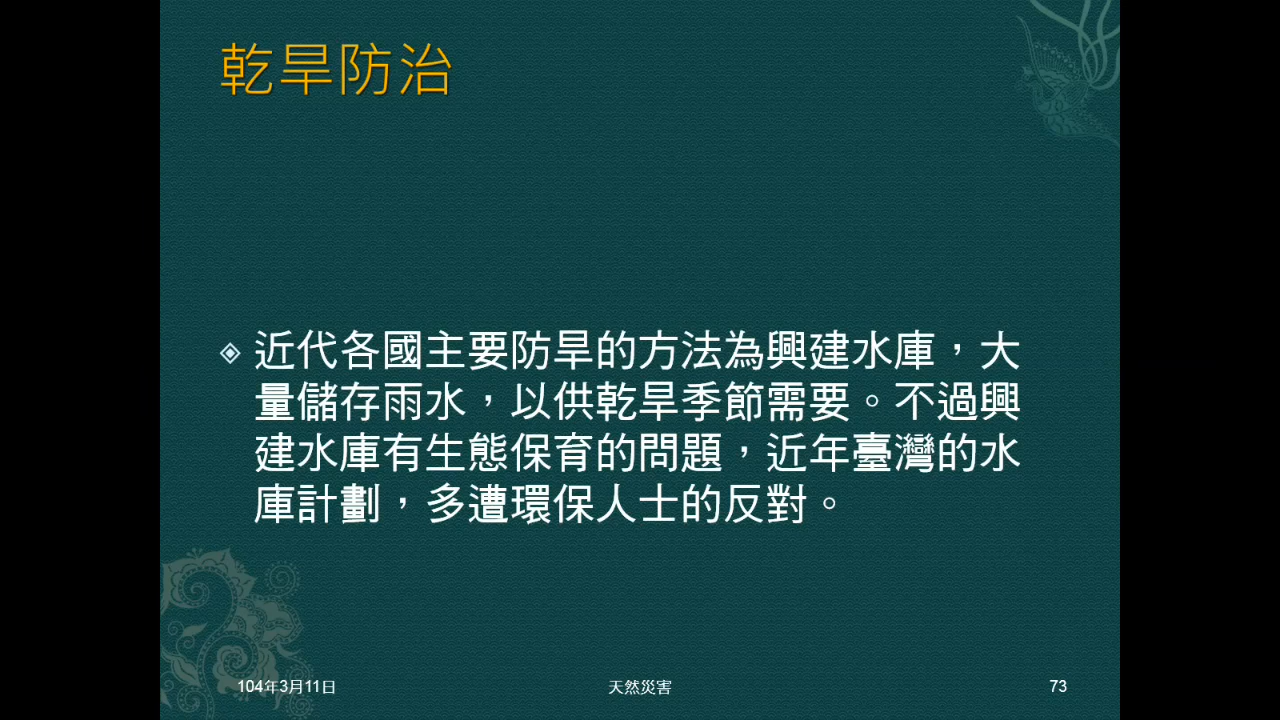 乾旱防治
近代各國主要防旱的方法為興建水庫，大
量儲存雨水，以供乾旱季節需要。不過興
建水庫有生態保育的問題，近年臺灣的水
庫計劃，多遭環保人士的反對。
104年3月11日
天然災害
73